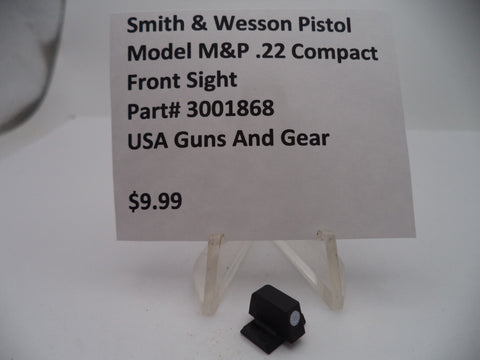 Smith & Wesson Pistol
Model M&P .22 Compact
Front Sight
Part# 3001868
USA Guns And Gear
$9.99